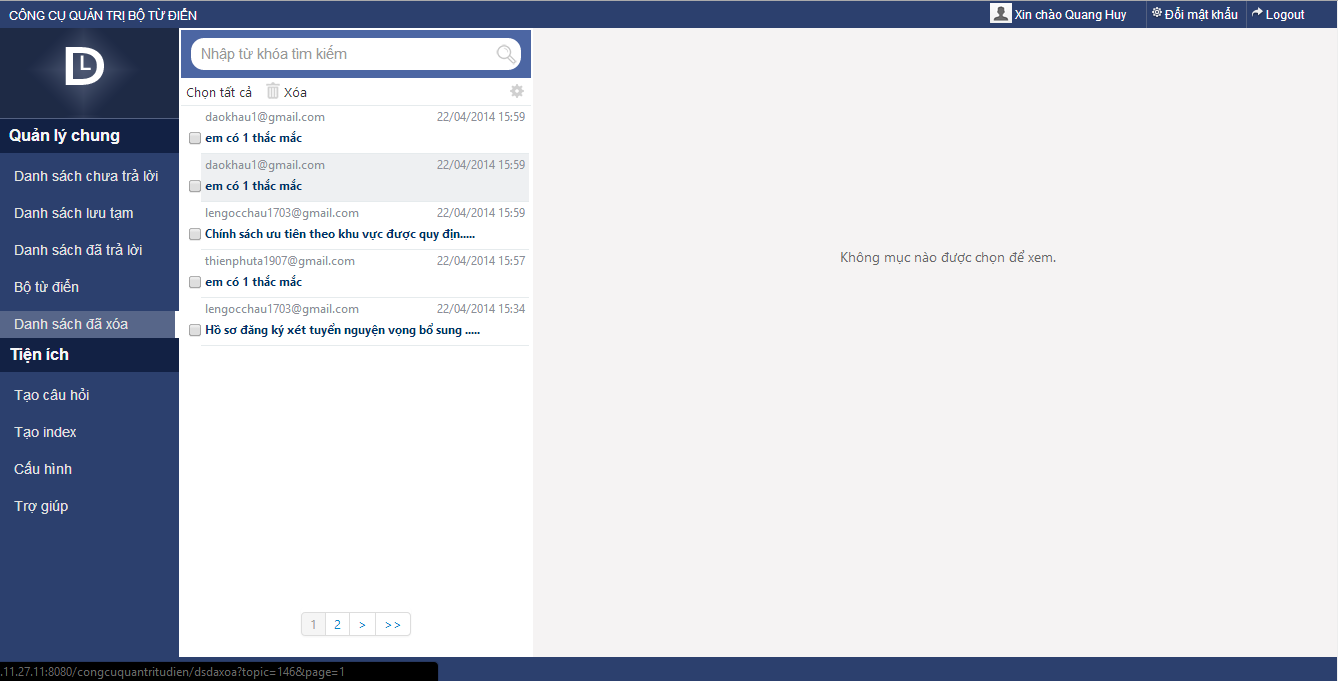 CÔNG CỤ QUẢN TRỊ BỘ TỪ ĐIỂN
Xin chào Quang Huy
Đổi mật khẩu
Logout
DL
Quản lý chung
Danh sách chưa trả lời
Danh sách lưu tạm
Danh sách đã trả lời
Bộ từ điển
Danh sách đã xóa
Tiện ích
Tạo câu hỏi
Tạo index
Cấu hình
Trợ giúp
Nhập từ khóa tìm kiếm
Chọn tất cả Xóa
daokhau1@gmail.com 22/04/2014 15:59
em có 1 thắc mắc
daokhau1@gmail.com 22/04/2014 15:59
em có 1 thắc mắc
lengocchau1703@gmail.com 22/04/2014 15:59
Chính sách ưu tiên theo khu vực được quy địn.....
thienphuta1907@gmail.com 22/04/2014 15:57
em có 1 thắc mắc
lengocchau1703@gmail.com 22/04/2014 15:34
Hồ sơ đăng ký xét tuyển nguyện vọng bổ sung .....
1 2 > >>
Không mục nào được chọn để xem.
.11.27.11:8080/congcuquantritudien/dsdaxoa?topic=146&page=1